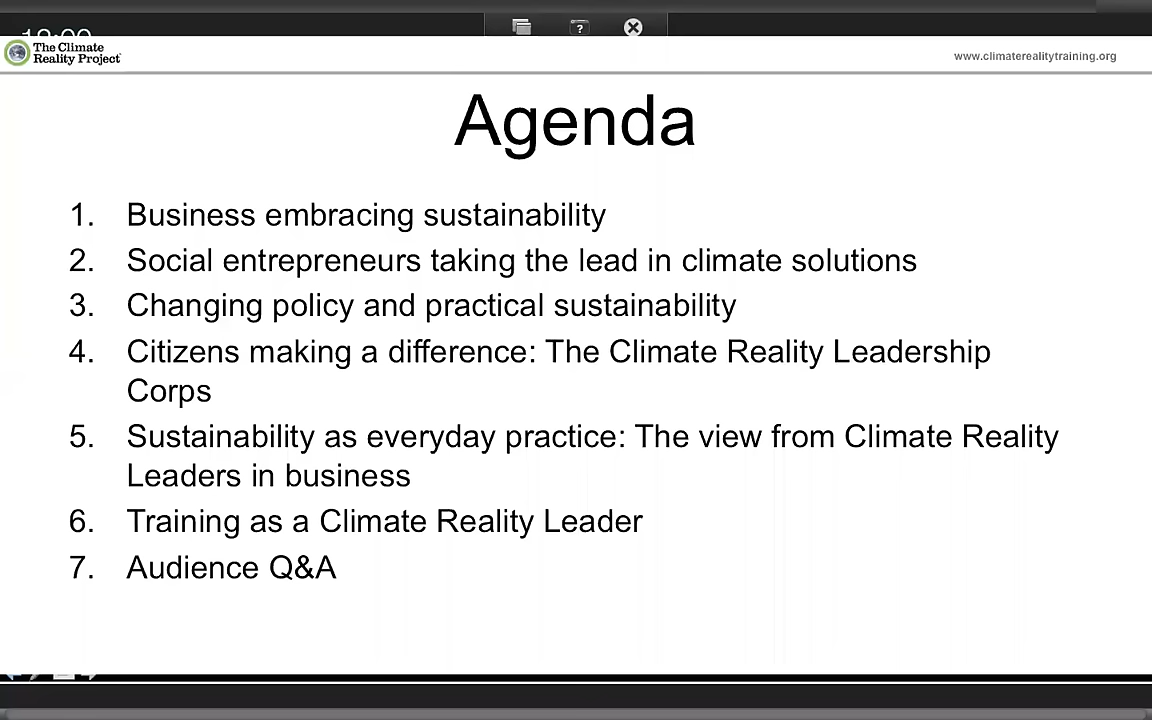 The Climate
Reality Project
www.climaterealitytraining.org
Agenda
1. Business embracing sustainability
2. Social entrepreneurs taking the lead in climate solutions
3. Changing policy and practical sustainability
4. Citizens making a difference: The Climate Reality Leadership
Corps
5. Sustainability as everyday practice: The view from Climate Reality
Leaders in business
6. Training as a Climate Reality Leader
7. Audience Q&A